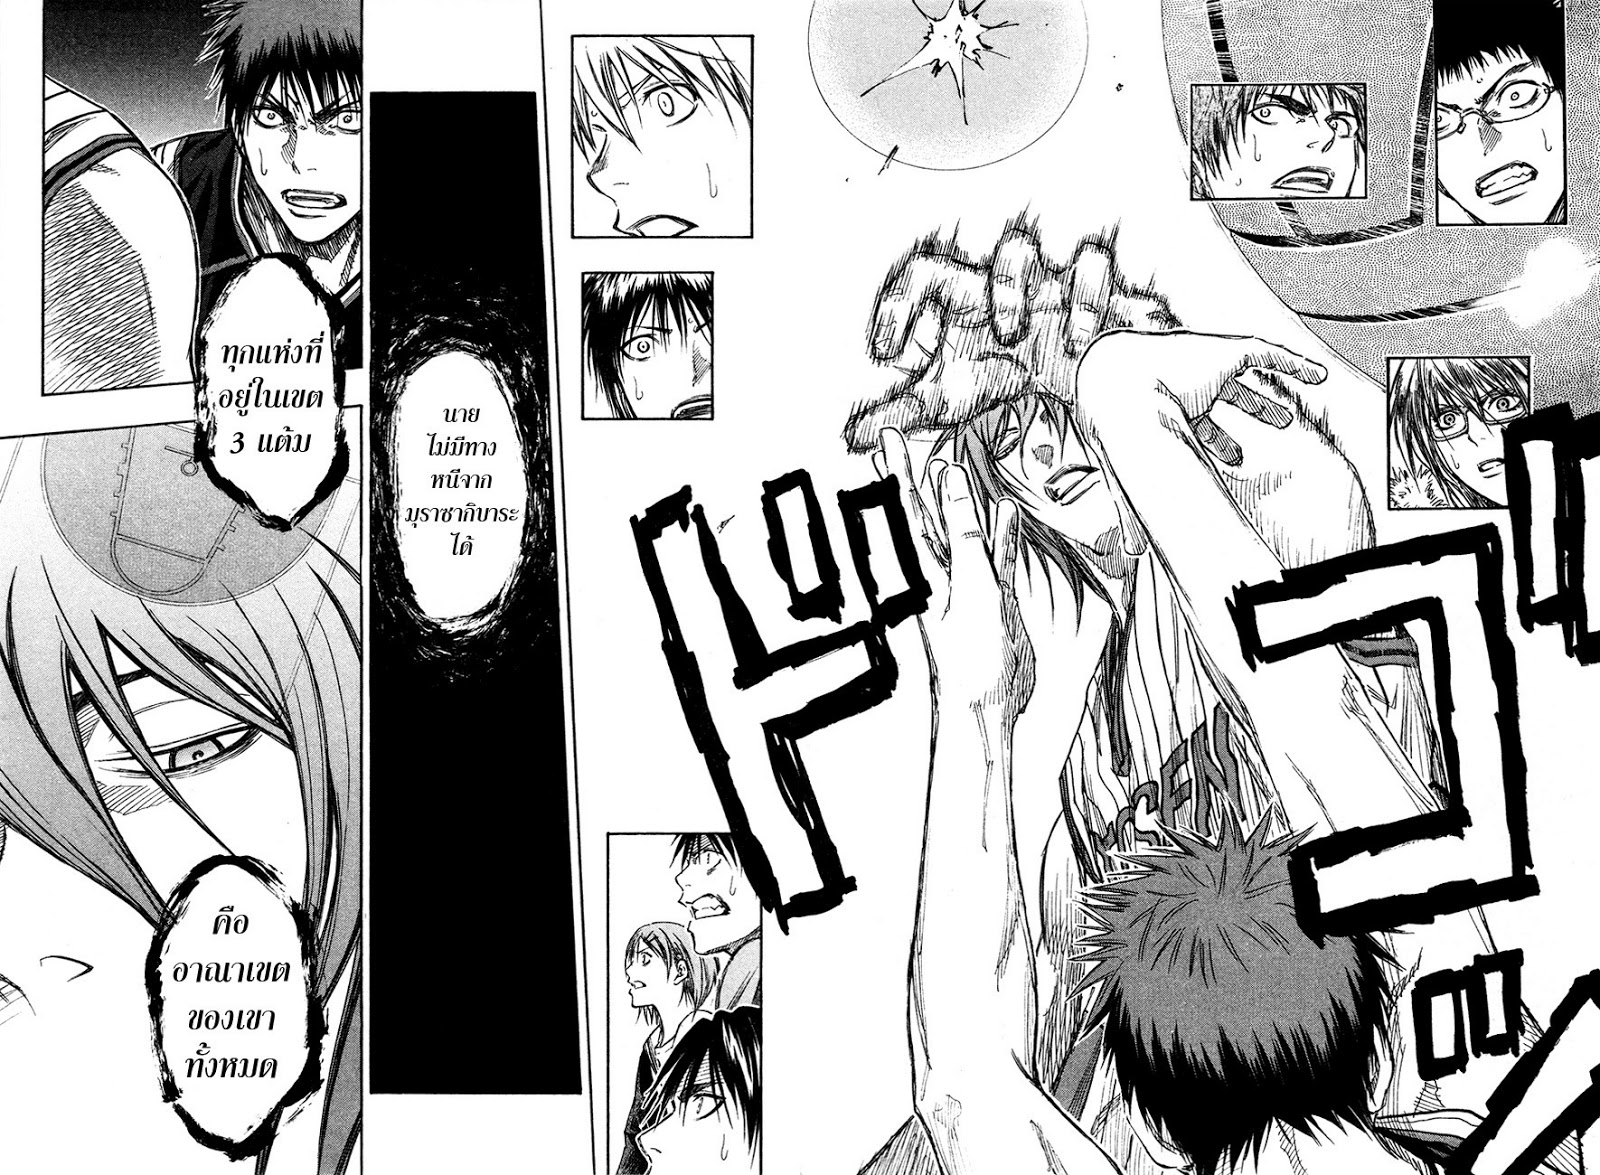 ゴ
ド
SEN
นาย
ไม่มีทาง
หนีจาก
มุราซากิบาระ
ได้
ทุกแห่งที่
อยู่ในเขต
3 แต้ม
คือ
อาณาเขต
ของเขา
ทั้งหมด